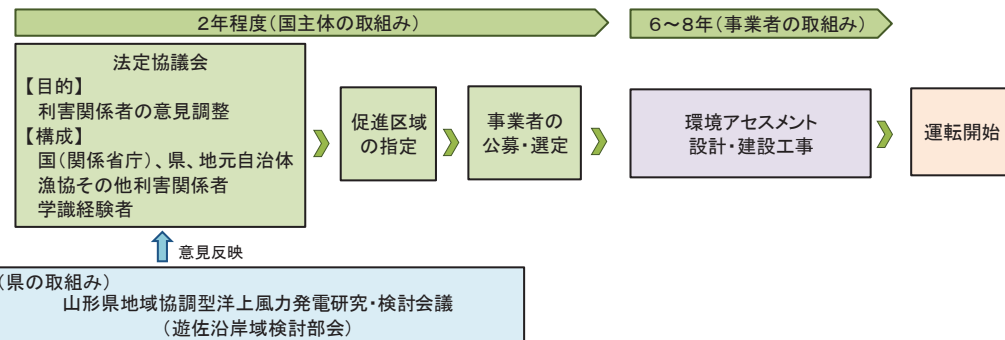 2年程度(国主体の取組み)
6～8年(事業者の取組み)
法定協議会
【目的】
利害関係者の意見調整
【構成】
国(関係省庁)、県、地元自治体
漁協その他利害関係者
学識経験者
促進区域
の指定
事業者の
公募・選定
環境アセスメント
設計・建設工事
運転開始
意見反映
(県の取組み)
山形県地域協調型洋上風力発電研究・検討会議
(遊佐沿岸域検討部会)